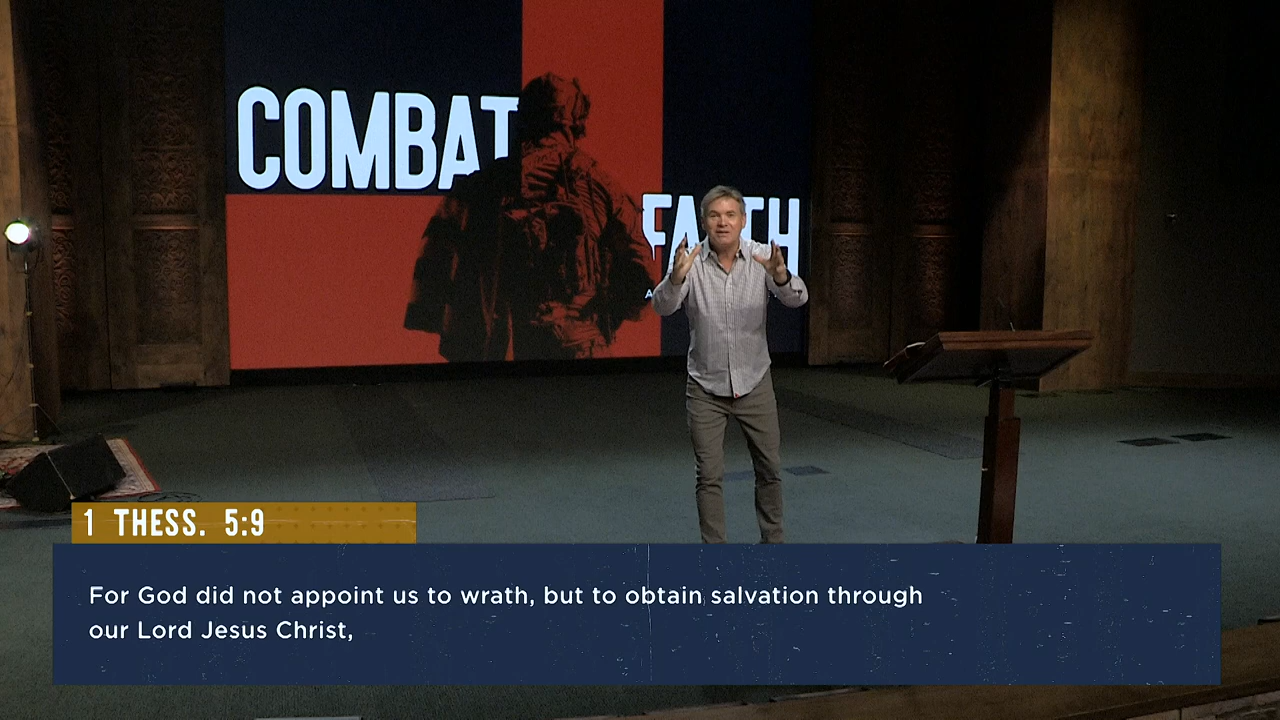 COMBAT
FAITH
1 THESS. 5:9
For God did not appoint us to wrath, but to obtain salvation through
our Lord Jesus Christ,